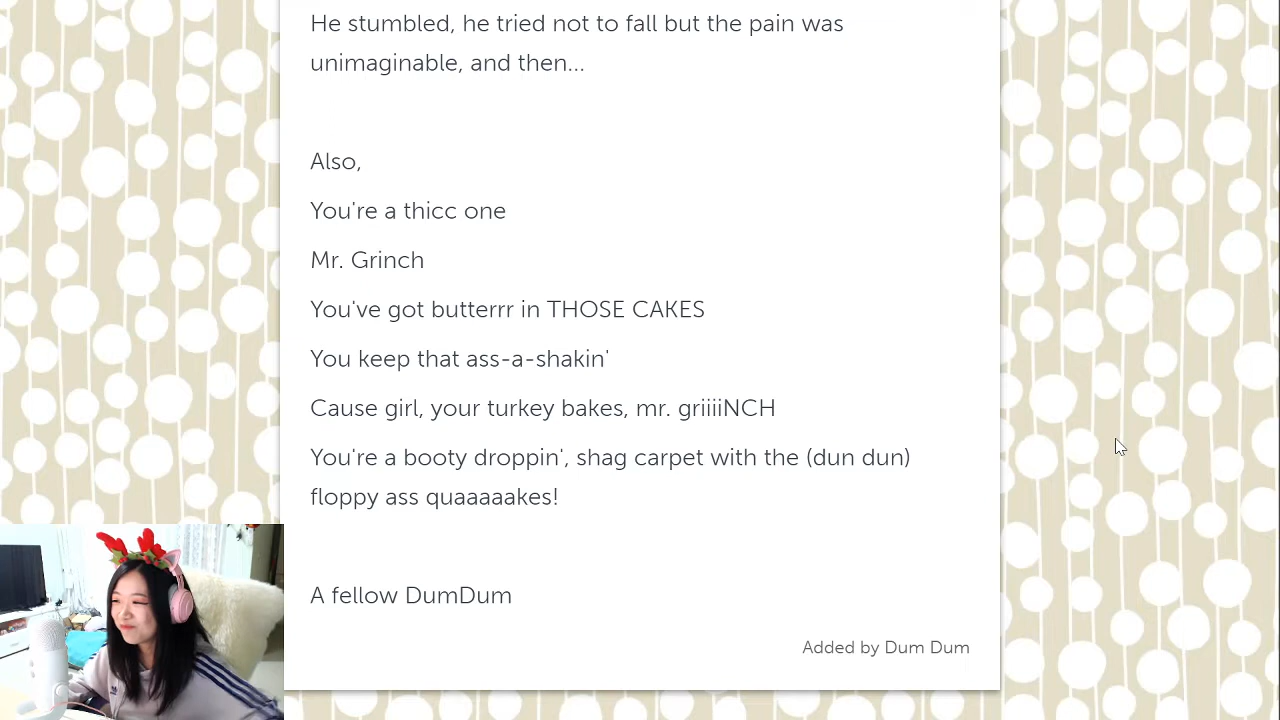 He stumbled, he tried not to fall but the pain was
unimaginable, and then...
Also,
You're a thicc one
Mr. Grinch
You've got butterrr in THOSE CAKES
You keep that ass-a-shakin'
Cause girl, your turkey bakes, mr. griiiiNCH
You're a booty droppin', shag carpet with the (dun dun)
floppy ass quaaaaakes!
A fellow DumDum
Added by Dum Dum